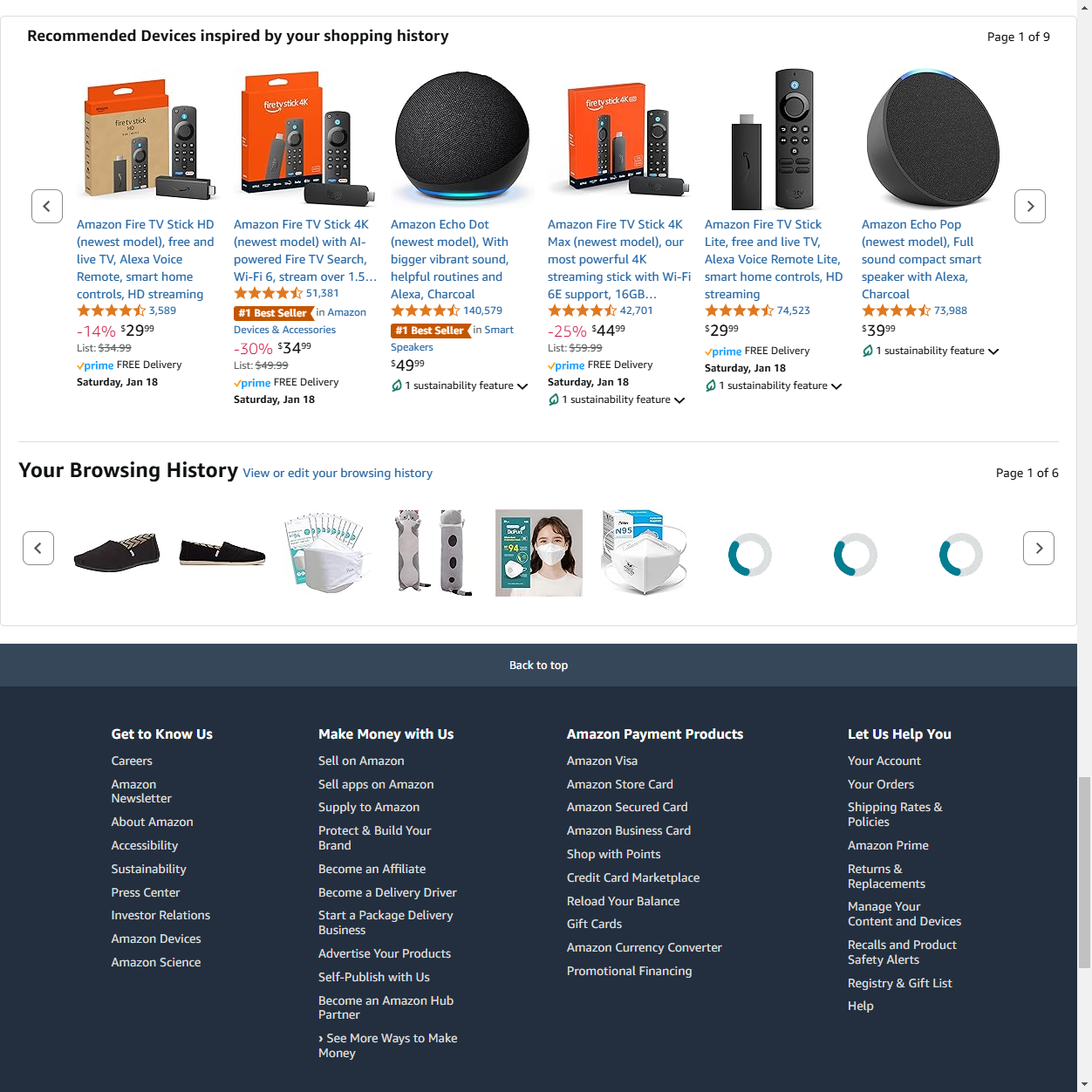 Recommended Devices inspired by your shopping history
Page 1 of 9
Amazon Fire TV Stick HD
(newest model), free and
live TV, Alexa Voice
Remote, smart home
controls, HD streaming
3,589
-14% $29.99
List: $34.99
prime FREE Delivery
Saturday, Jan 18
fire tv stick 4K
Amazon Fire TV Stick 4K
(newest model) with AI-
powered Fire TV Search,
Wi-Fi 6, stream over 1.5…
51,381
#1 Best Seller in Amazon
Devices & Accessories
-30% $34.99
List: $49.99
prime FREE Delivery
Saturday, Jan 18
Amazon Echo Dot
(newest model), With
bigger vibrant sound,
helpful routines and
Alexa, Charcoal
140,579
#1 Best Seller in Smart
Speakers
$49.99
1 sustainability feature
fire tv stick 4K
Amazon Fire TV Stick 4K
Max (newest model), our
most powerful 4K
streaming stick with Wi-Fi
6E support, 16GB…
42,701
-25% $44.99
List: $59.99
prime FREE Delivery
Saturday, Jan 18
1 sustainability feature
Amazon Fire TV Stick
Lite, free and live TV,
Alexa Voice Remote Lite,
smart home controls, HD
streaming
74,523
$29.99
prime FREE Delivery
Saturday, Jan 18
1 sustainability feature
Amazon Echo Pop
(newest model), Full
sound compact smart
speaker with Alexa,
Charcoal
73,988
$39.99
1 sustainability feature
Your Browsing History View or edit your browsing history
Page 1 of 6
94
N95
Back to top
Get to Know Us
Careers
Amazon
Newsletter
About Amazon
Accessibility
Sustainability
Press Center
Investor Relations
Amazon Devices
Amazon Science
Make Money with Us
Sell on Amazon
Sell apps on Amazon
Supply to Amazon
Protect & Build Your
Brand
Become an Affiliate
Become a Delivery Driver
Start a Package Delivery
Business
Advertise Your Products
Self-Publish with Us
Become an Amazon Hub
Partner
› See More Ways to Make
Money
Amazon Payment Products
Amazon Visa
Amazon Store Card
Amazon Secured Card
Amazon Business Card
Shop with Points
Credit Card Marketplace
Reload Your Balance
Gift Cards
Amazon Currency Converter
Promotional Financing
Let Us Help You
Your Account
Your Orders
Shipping Rates &
Policies
Amazon Prime
Returns &
Replacements
Manage Your
Content and Devices
Recalls and Product
Safety Alerts
Registry & Gift List
Help